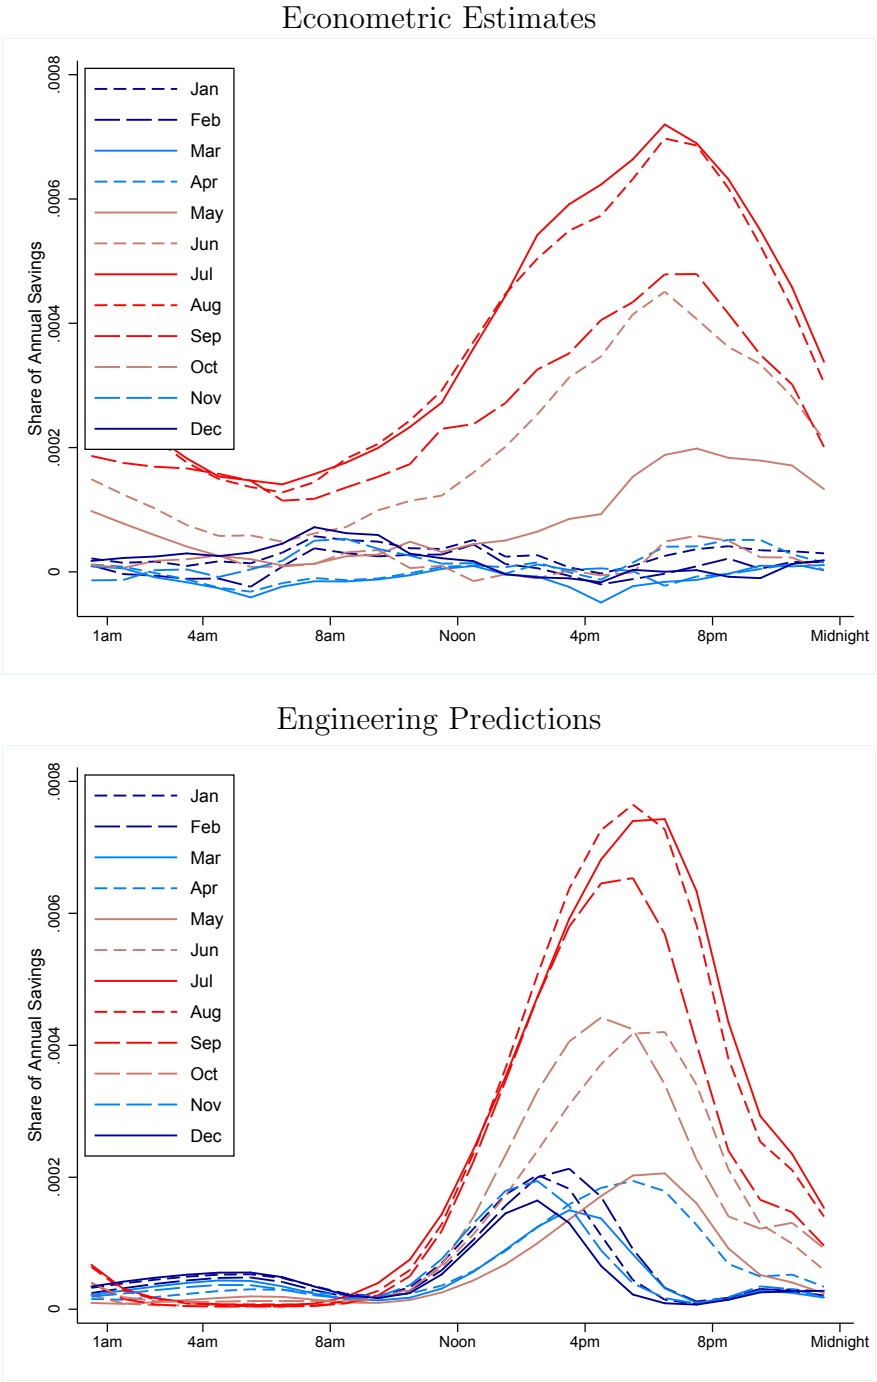 Econometric Estimates
Share of Annual Savings
.0008
.0006
.0004
.0002
0
Jan
Feb
Mar
Apr
May
Jun
Jul
Aug
Sep
Oct
Nov
Dec
1am 4am 8am Noon 4pm 8pm Midnight
Engineering Predictions
Share of Annual Savings
.0008
.0006
.0004
.0002
0
Jan
Feb
Mar
Apr
May
Jun
Jul
Aug
Sep
Oct
Nov
Dec
1am 4am 8am Noon 4pm 8pm Midnight